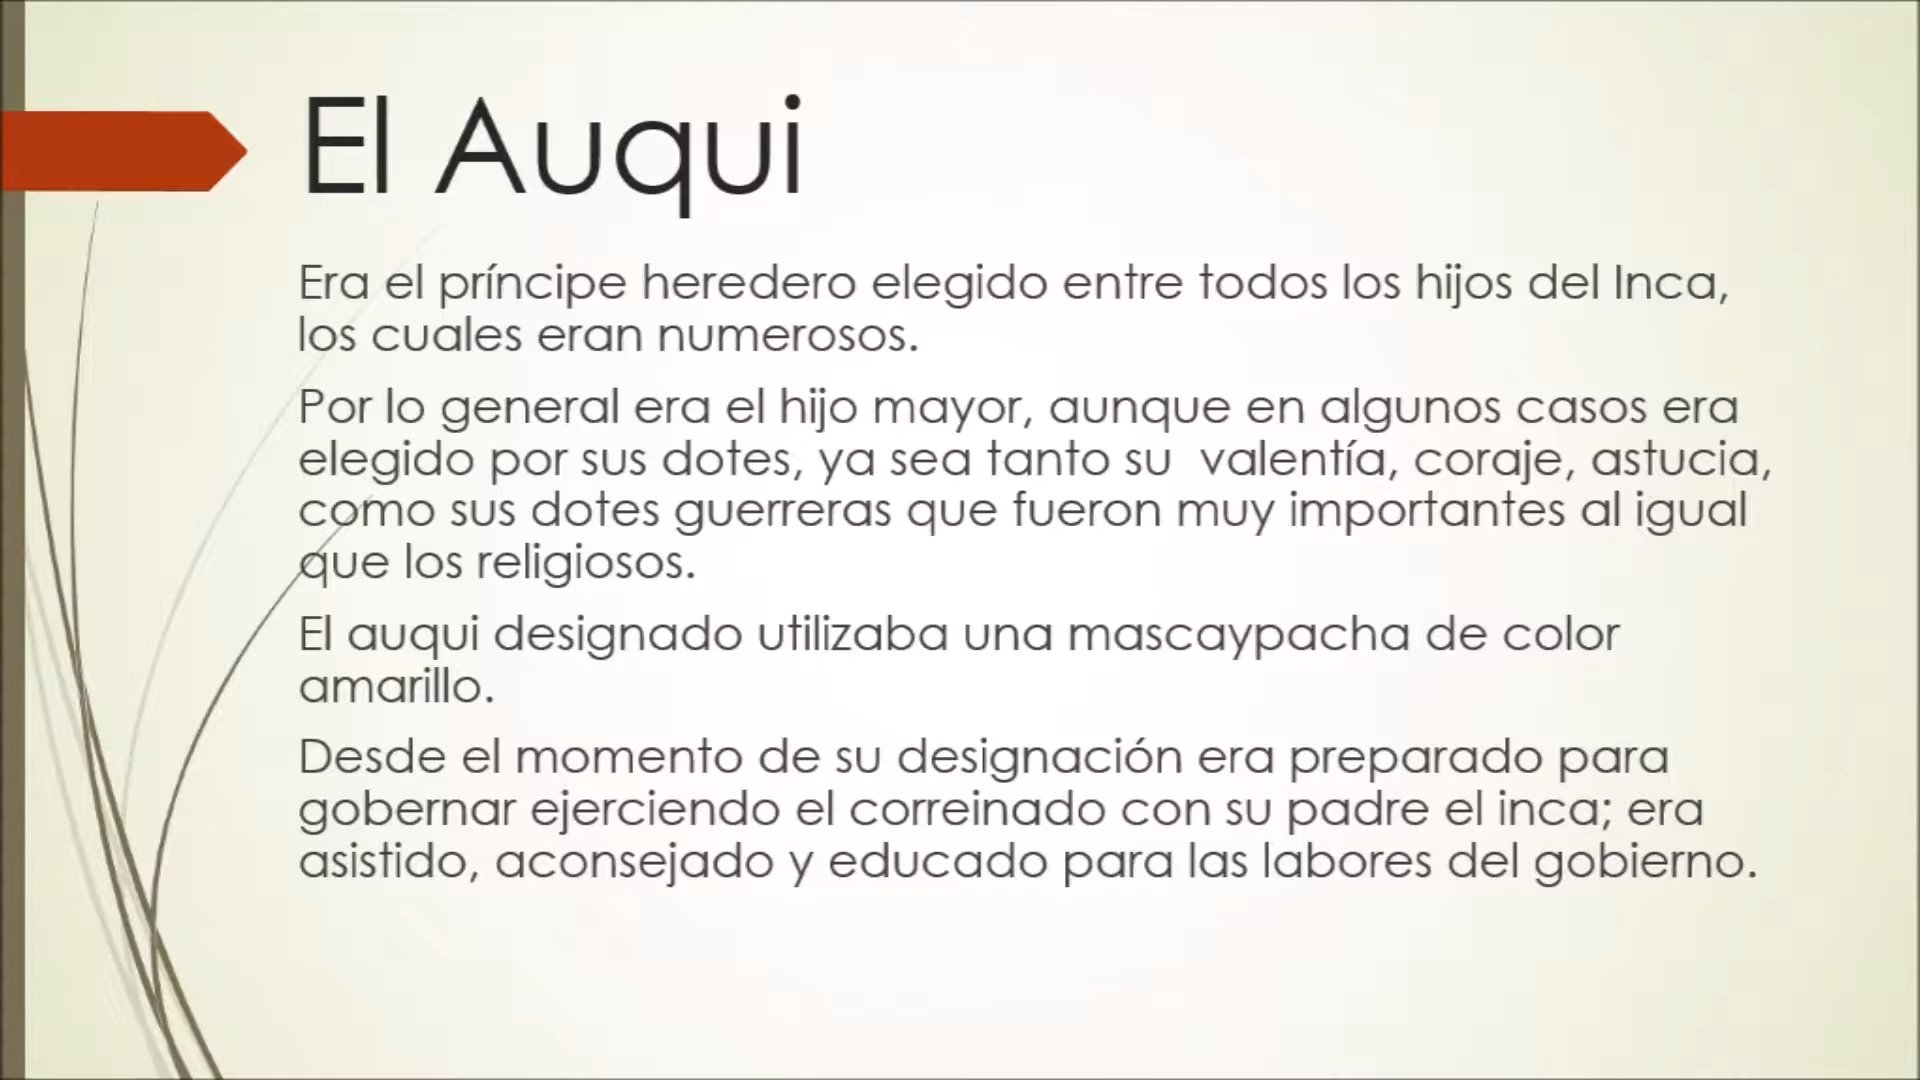 El Auqui
Era el príncipe heredero elegido entre todos los hijos del Inca,
los cuales eran numerosos.
Por lo general era el hijo mayor, aunque en algunos casos era
elegido por sus dotes, ya sea tanto su  valentía, coraje, astucia,
como sus dotes guerreras que fueron muy importantes al igual
que los religiosos.
El auqui designado utilizaba una mascaypacha de color
amarillo.
Desde el momento de su designación era preparado para
gobernar ejerciendo el correinado con su padre el inca; era
asistido, aconsejado y educado para las labores del gobierno.